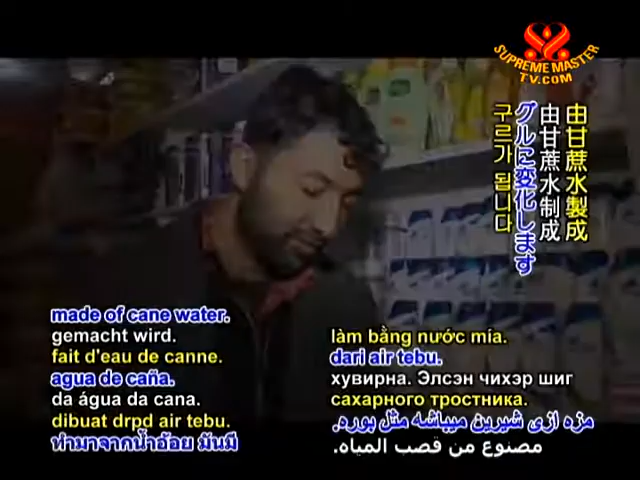 SUPREME MASTER
TV.COM
由甘蔗水製成
由甘蔗水制成
グルに変化します
구르가 됩니다
made of cane water.
gemacht wird.
fait d'eau de canne.
agua de caña.
da água da cana.
dibuat drpd air tebu.
ทำมาจากน้ำอ้อย มันมี
làm bằng nước mía.
dari air tebu.
хувирна. Элсэн чихэр шиг
сахарного тростника.
مزه ازی شیرین میباشه مثل بوره.
مصنوع من قصب المياه.